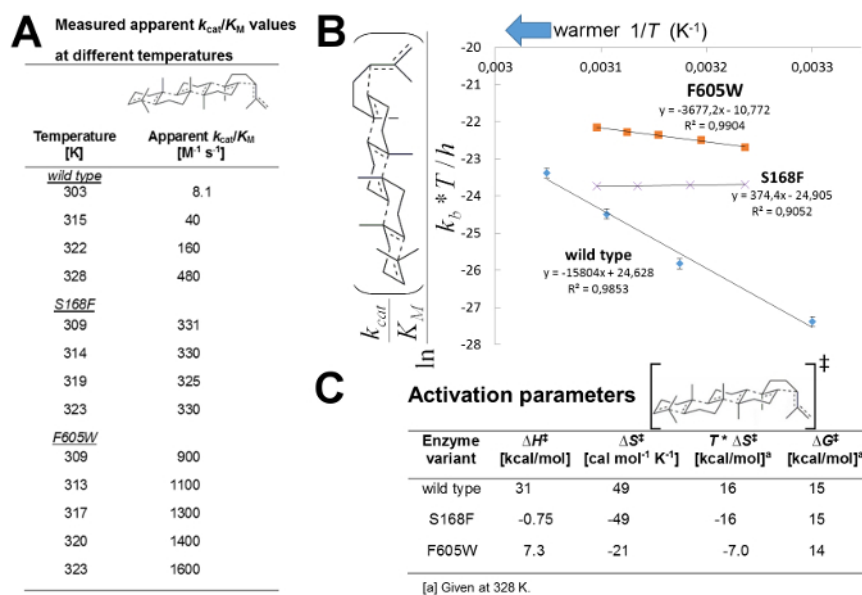 A
Measured apparent kcat/KM values
at different temperatures
Temperature Apparent kcat/KM
[K] [M-1 s-1]
wild type
303 8.1
315 40
322 160
328 480
S168F
309 331
314 330
319 325
323 330
F605W
309 900
313 1100
317 1300
320 1400
323 1600
B
warmer 1/T (K-1)
0,003 0,0031 0,0032 0,0033
-20
-21
-22
-23
-24
-25
-26
-27
-28
F605W
y = -3677,2x - 10,772
R² = 0,9904
S168F
y = 374,4x - 24,905
R² = 0,9052
wild type
y = -15804x + 24,628
R² = 0,9853
ln
kcat
KM
kb * T / h
C
Activation parameters
‡
Enzyme ΔH‡ ΔS‡ T * ΔS‡ ΔG‡
variant [kcal/mol] [cal mol-1 K-1] [kcal/mol]a [kcal/mol]a
wild type 31 49 16 15
S168F -0.75 -49 -16 15
F605W 7.3 -21 -7.0 14
[a] Given at 328 K.